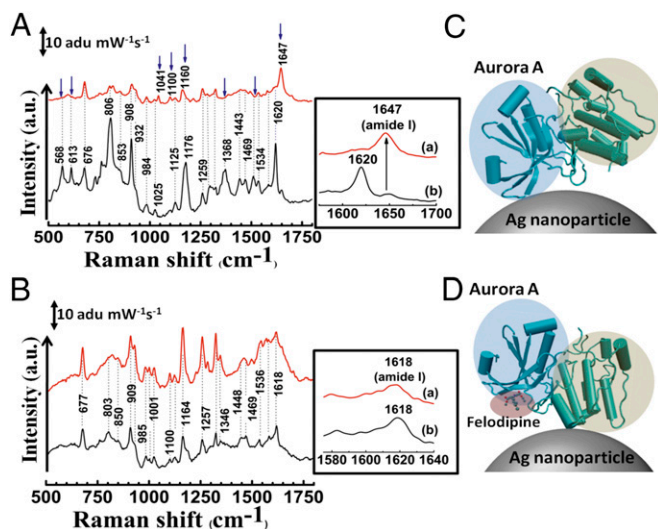 A
10 adu mW-1s-1
1041
1100
1160
1647
568
613
676
806
853
908
932
984
1025
1125
1176
1259
1368
1443
1469
1534
1620
Intensity (a.u.)
500 750 1000 1250 1500 1750
Raman shift (cm-1)
1647
(amide I)
(a)
1620
(b)
1600 1650 1700
C
Aurora A
Ag nanoparticle
B
10 adu mW-1s-1
677
803
850
909
985
1001
1100
1164
1257
1346
1448
1469
1536
1618
Intensity (a.u.)
500 750 1000 1250 1500 1750
Raman shift (cm-1)
1618
(amide I)
(a)
1618
(b)
1580 1600 1620 1640
D
Aurora A
Felodipine
Ag nanoparticle